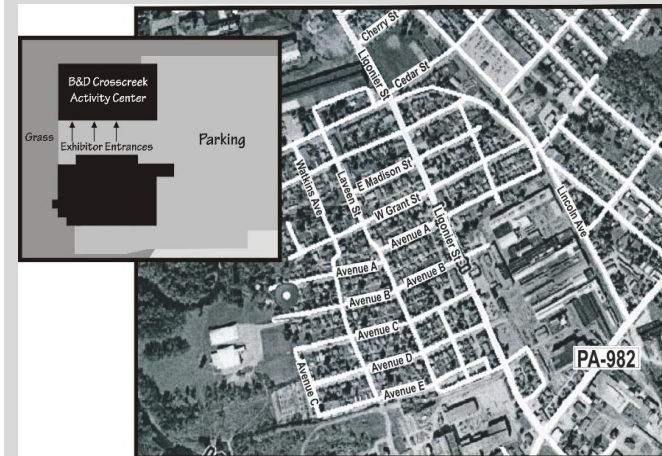 B&D Crosscreek
Activity Center
Grass
Exhibitor Entrances
Parking
Cherry St
Ligonier St
Cedar St
E Madison St
Watkins Ave
Laveen St
W Grant St
Ligonier St
Lincoln Ave
Avenue A
Avenue A
Avenue B
Avenue B
Avenue C
PA-982
Avenue D
Avenue C
Avenue E